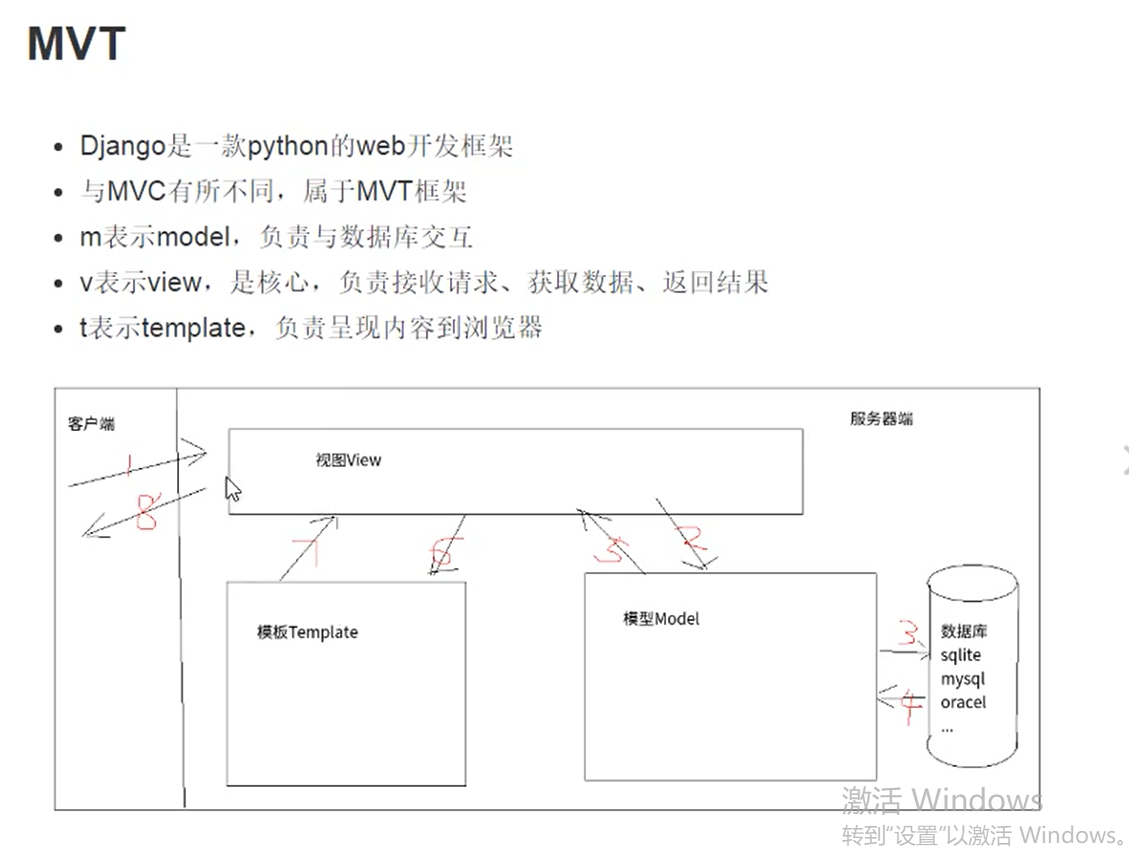 MVT
Django是一款python的web开发框架
与MVC有所不同，属于MVT框架
m表示model，负责与数据库交互
v表示view，是核心，负责接收请求、获取数据、返回结果
t表示template，负责呈现内容到浏览器
客户端
服务器端
视图View
1
8
7
6
5
2
模板Template
模型Model
3
4
数据库
sqlite
mysql
oracel
...
激活 Windows
转到“设置”以激活 Windows。